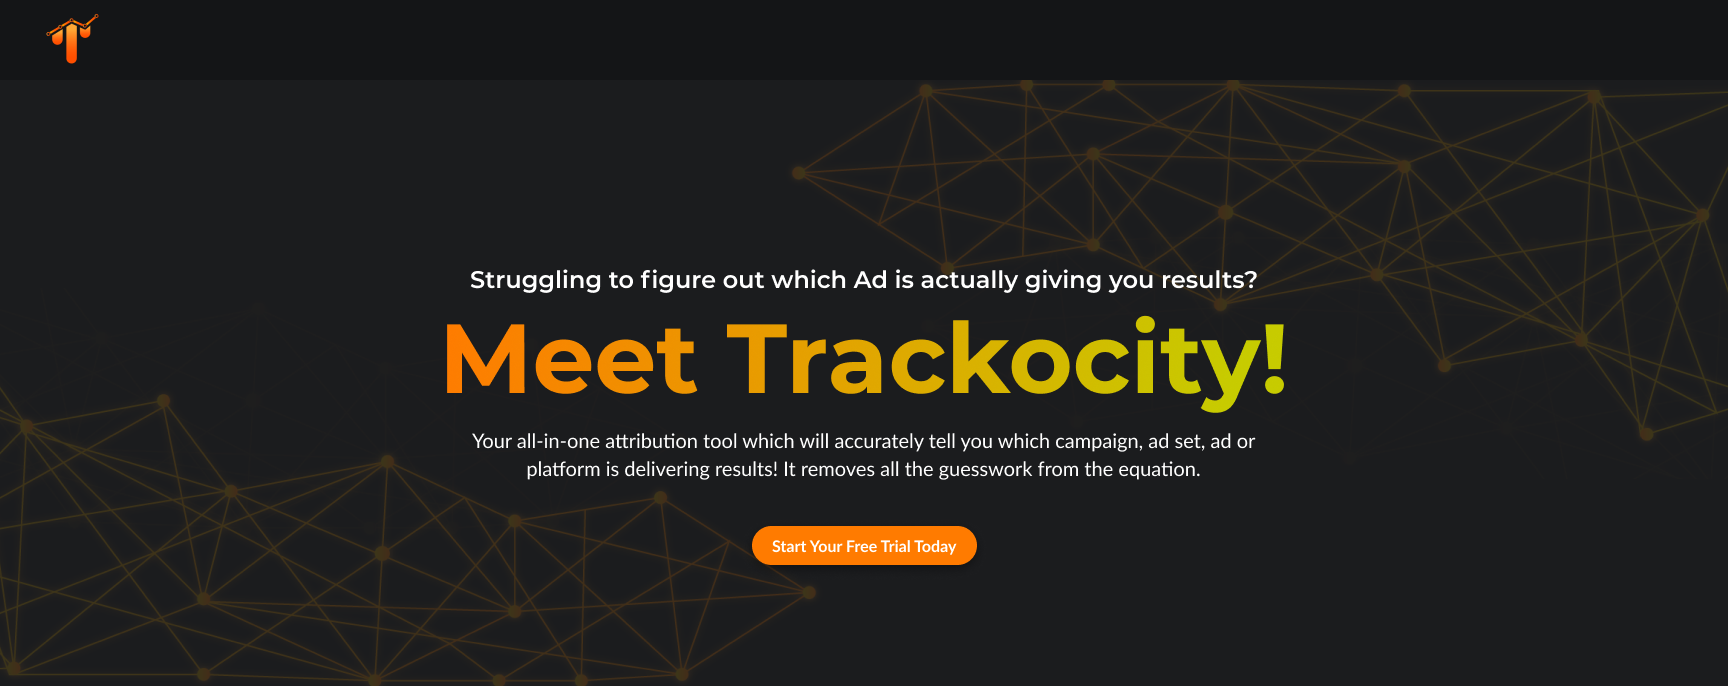 Struggling to figure out which Ad is actually giving you results?
Meet Trackocity!
Your all-in-one attribution tool which will accurately tell you which campaign, ad set, ad or
platform is delivering results! It removes all the guesswork from the equation.
Start Your Free Trial Today